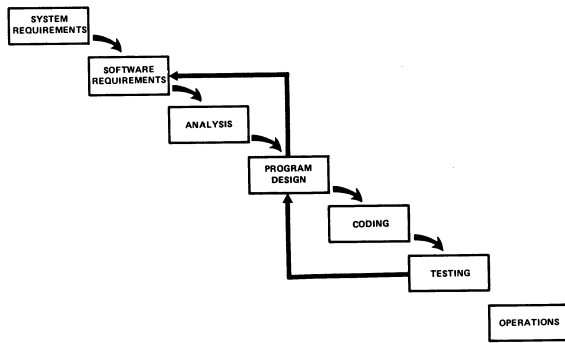 SYSTEM
REQUIREMENTS
SOFTWARE
REQUIREMENTS
ANALYSIS
PROGRAM
DESIGN
CODING
TESTING
OPERATIONS